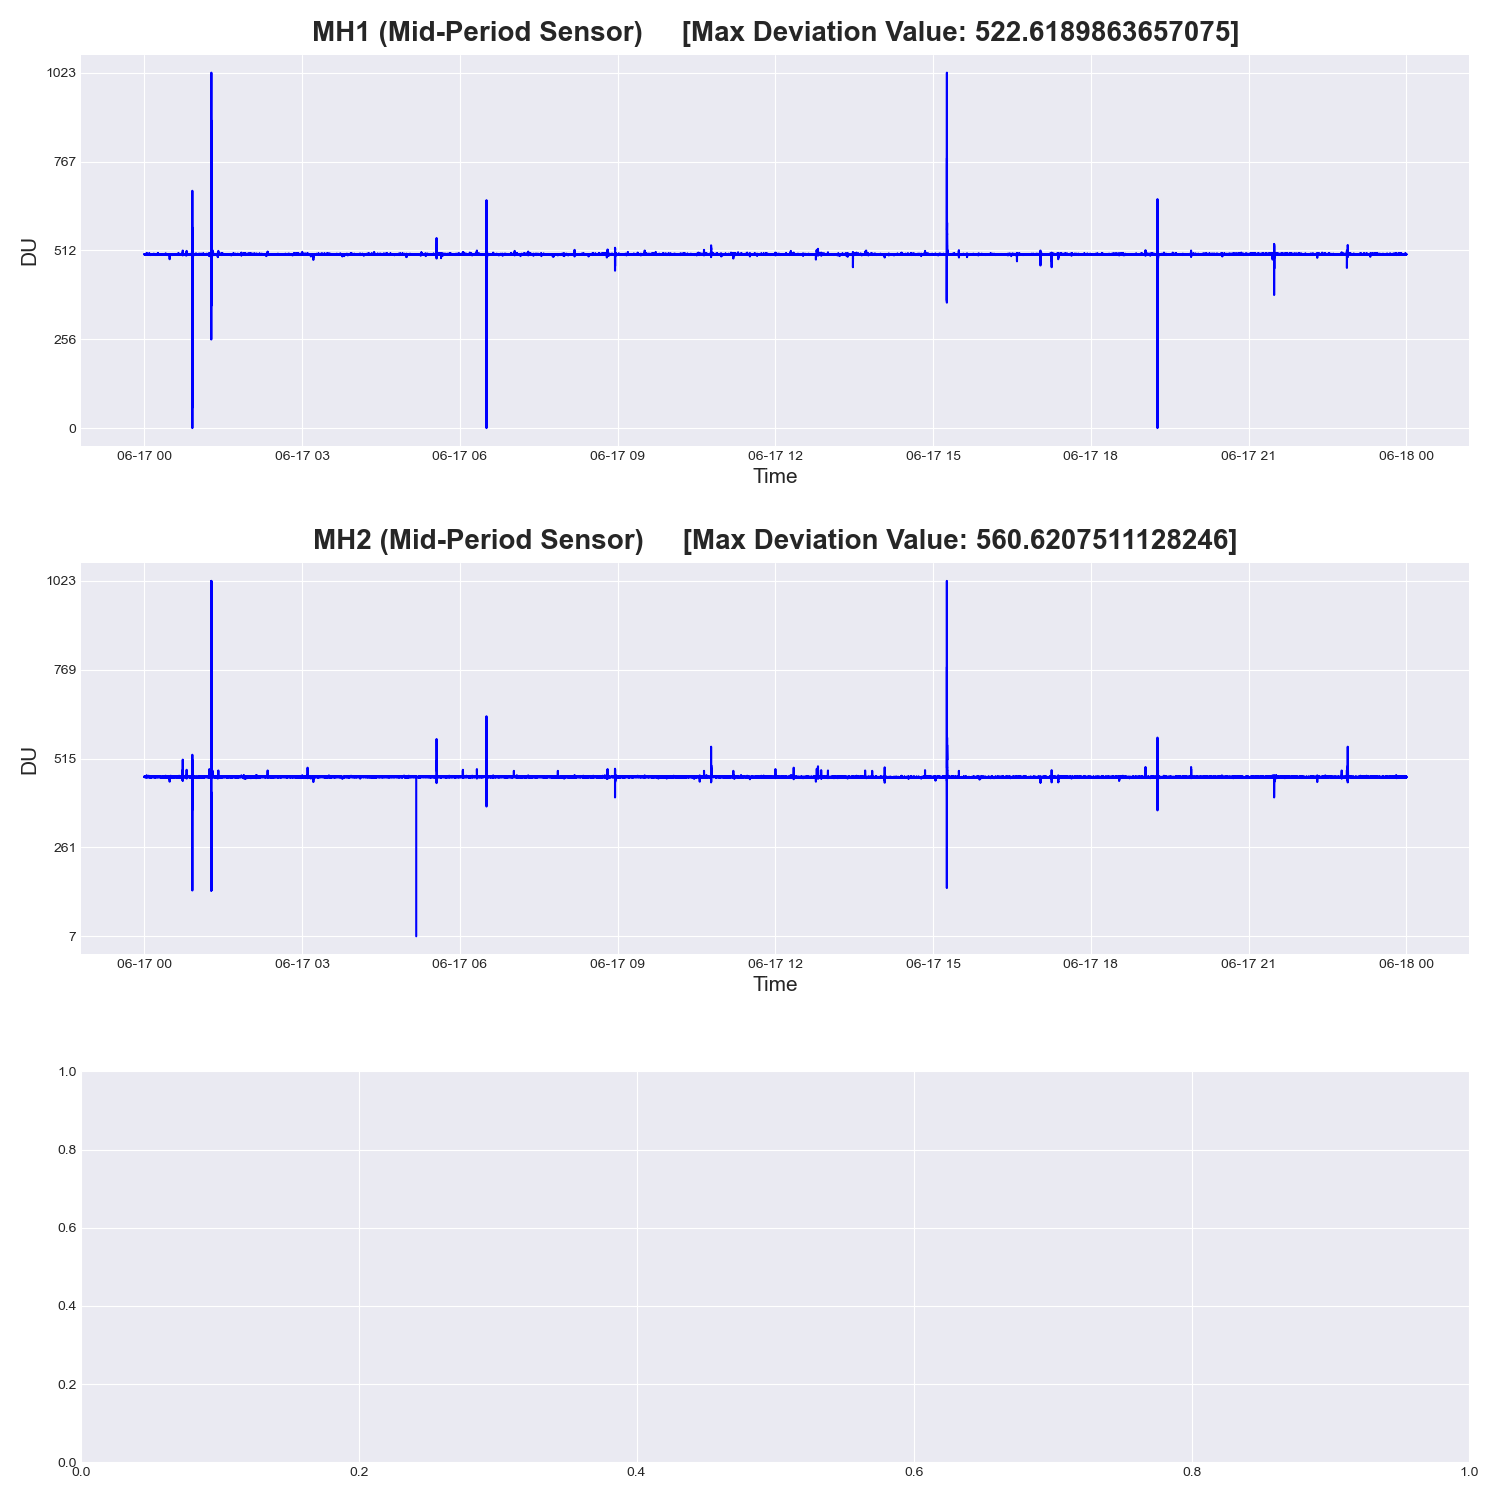 MH1 (Mid-Period Sensor) [Max Deviation Value: 522.6189863657075]
1023
767
512
256
0
DU
06-17 00 06-17 03 06-17 06 06-17 09 06-17 12 06-17 15 06-17 18 06-17 21 06-18 00
Time
MH2 (Mid-Period Sensor) [Max Deviation Value: 560.6207511128246]
1023
769
515
261
7
DU
06-17 00 06-17 03 06-17 06 06-17 09 06-17 12 06-17 15 06-17 18 06-17 21 06-18 00
Time
1.0
0.8
0.6
0.4
0.2
0.0
0.0 0.2 0.4 0.6 0.8 1.0